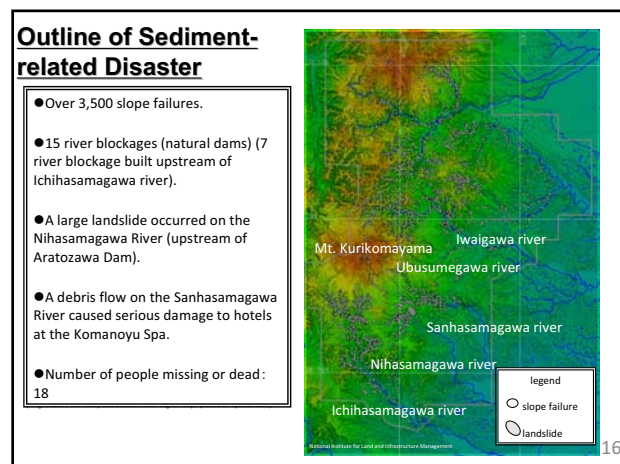 Outline of Sediment-
related Disaster
●Over 3,500 slope failures.
●15 river blockages (natural dams) (7
river blockage built upstream of
Ichihasamagawa river).
●A large landslide occurred on the
Nihasamagawa River (upstream of
Aratozawa Dam).
●A debris flow on the Sanhasamagawa
River caused serious damage to hotels
at the Komanoyu Spa.
●Number of people missing or dead:
18
Mt. Kurikomayama
Iwaigawa river
Ubusumegawa river
Sanhasamagawa river
Nihasamagawa river
Ichihasamagawa river
legend
slope failure
landslide
National Institute for Land and Infrastructure Management
16